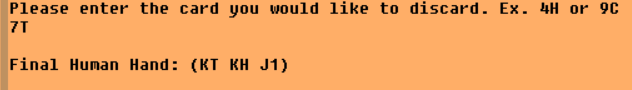 Please enter the card you would like to discard. Ex. 4H or 9C
7T
Final Human Hand: (KT KH J1)